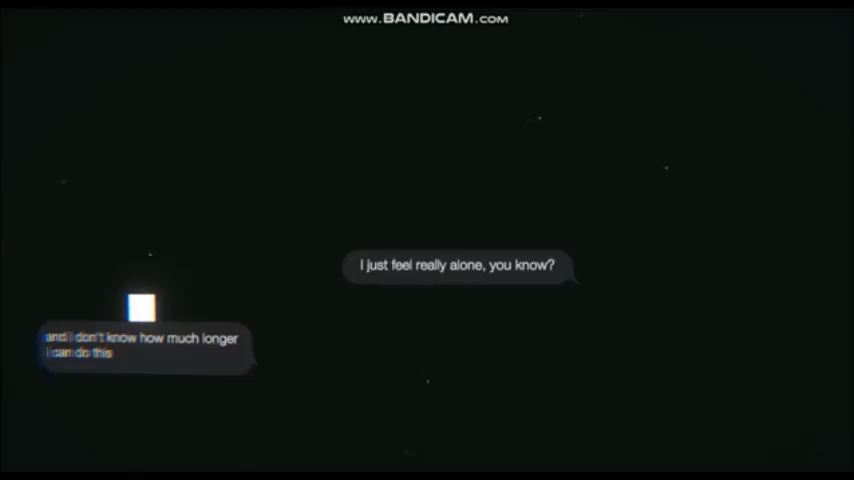 www.BANDICAM.com
I just feel really alone, you know?
and i don't know how much longer
i can do this